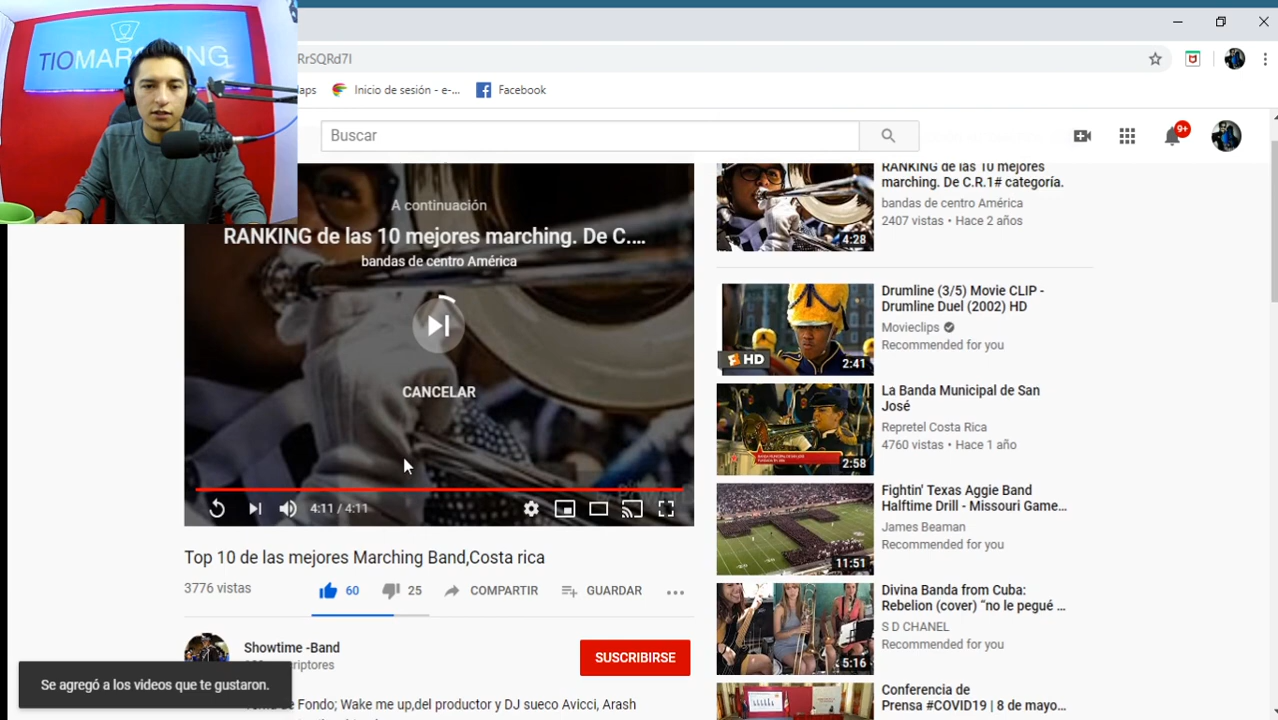 TIOMARCHING
RrSQRd7I
aps
Inicio de sesión - e-...
Facebook
Buscar
9+
A continuación
RANKING de las 10 mejores marching. De C....
bandas de centro América
CANCELAR
4:11 / 4:11
Top 10 de las mejores Marching Band,Costa rica
3776 vistas
60
25
COMPARTIR
GUARDAR
Showtime -Band
criptores
SUSCRIBIRSE
Se agregó a los videos que te gustaron.
de Fondo; Wake me up,del productor y DJ sueco Avicci, Arash
RANKING de las 10 mejores
marching. De C.R.1# categoría.
bandas de centro América
2407 vistas • Hace 2 años
4:28
Drumline (3/5) Movie CLIP -
Drumline Duel (2002) HD
Movieclips
Recommended for you
HD
2:41
La Banda Municipal de San
José
Repretel Costa Rica
4760 vistas • Hace 1 año
2:58
Fightin' Texas Aggie Band
Halftime Drill - Missouri Game...
James Beaman
Recommended for you
11:51
Divina Banda from Cuba:
Rebelion (cover) “no le pegué ...
S D CHANEL
Recommended for you
5:16
Conferencia de
Prensa #COVID19 | 8 de mayo...